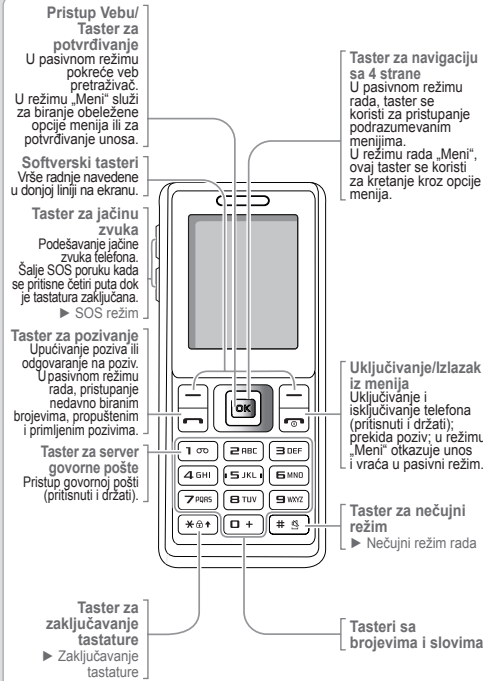 Pristup Vebu/
Taster za
potvrđivanje
U pasivnom režimu
pokreće veb
pretraživač.
U režimu „Meni“ služi
za biranje obeležene
opcije menija ili za
potvrđivanje unosa.
Softverski tasteri
Vrše radnje navedene
u donjoj liniji na ekranu.
Taster za jačinu
zvuka
Podešavanje jačine
zvuka telefona.
Šalje SOS poruku kada
se pritisne četiri puta dok
je tastatura zaključana.
► SOS režim
Taster za pozivanje
Upućivanje poziva ili
odgovaranje na poziv.
U pasivnom režimu
rada, pristupanje
nedavno biranim
brojevima, propuštenim
i primljenim pozivima.
Taster za server
govorne pošte
Pristup govornoj pošti
(pritisnuti i držati).
Taster za
zaključavanje
tastature
► Zaključavanje
tastature
Taster za navigaciju
sa 4 strane
U pasivnom režimu
rada, taster se
koristi za pristupanje
podrazumevanim
menijima.
U režimu rada „Meni“,
ovaj taster se koristi
za kretanje kroz opcije
menija.
Uključivanje/Izlazak
iz menija
Uključivanje i
isključivanje telefona
(pritisnuti i držati);
prekida poziv; u režimu
„Meni“ otkazuje unos
i vraća u pasivni režim.
Taster za nečujni
režim
► Nečujni režim rada
Tasteri sa
brojevima i slovima
OK
1 2 ABC 3 DEF
4 GHI 5 JKL 6 MNO
7 PQRS 8 TUV 9 WXYZ
* 0 + #